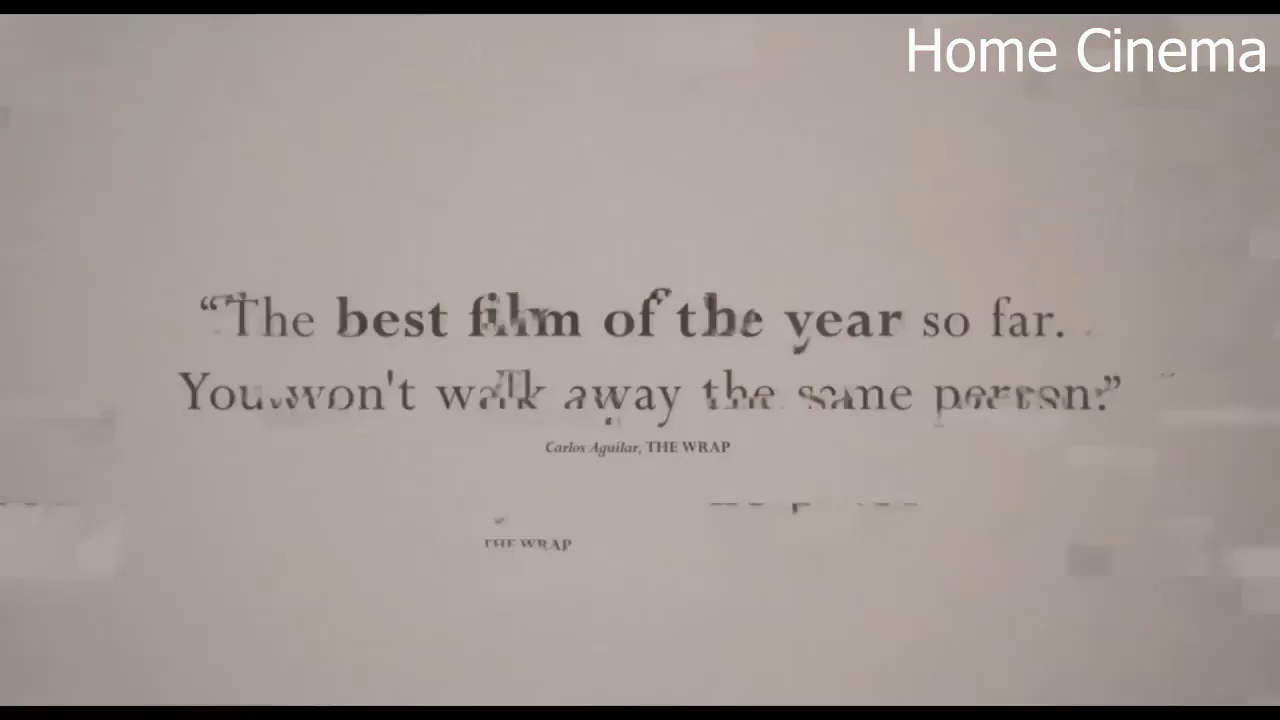 Home Cinema
“The best film of the year so far.
You won't walk away the same person.”
Carlos Aguilar, THE WRAP
THE WRAP